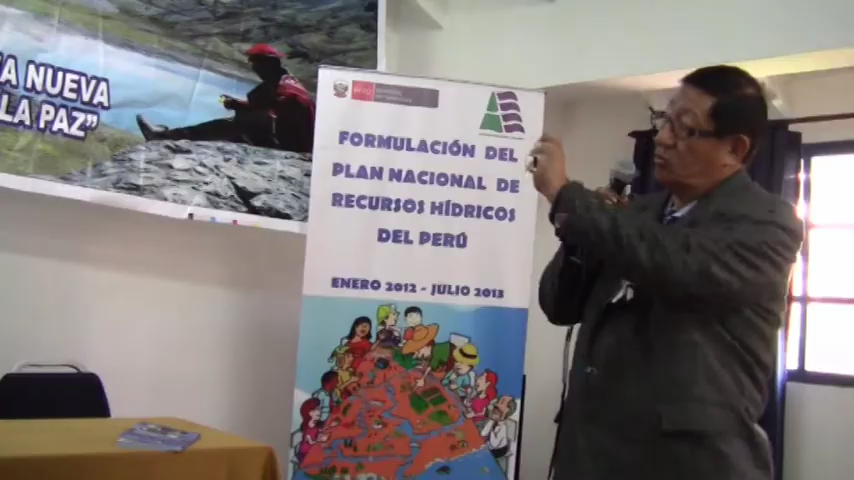 A NUEVA
LA PAZ"
FORMULACIÓN DEL
PLAN NACIONAL DE
RECURSOS HÍDRICOS
DEL PERÚ
ENERO 2012 - JULIO 2013